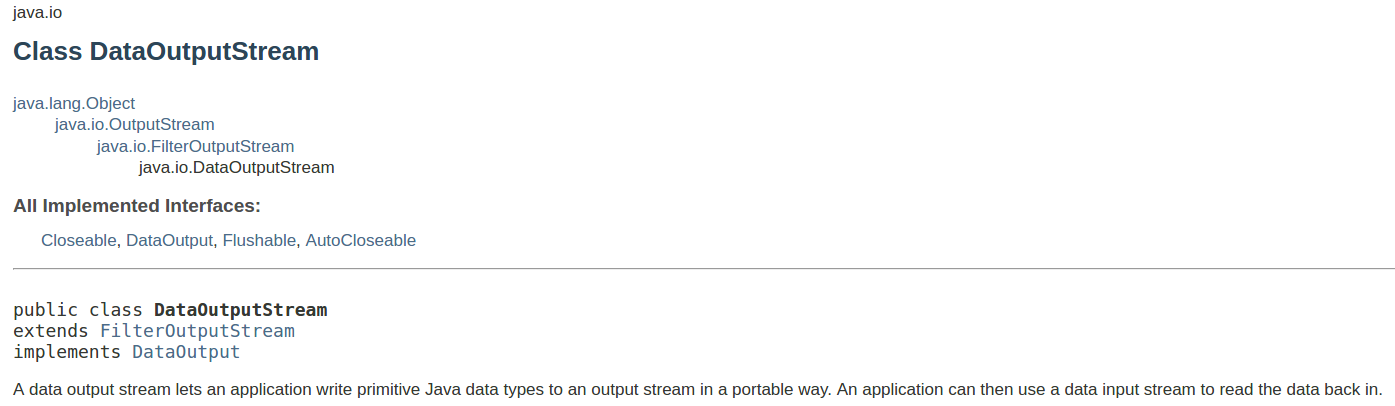 java.io
Class DataOutputStream
java.lang.Object
java.io.OutputStream
java.io.FilterOutputStream
java.io.DataOutputStream
All Implemented Interfaces:
Closeable, DataOutput, Flushable, AutoCloseable
public class DataOutputStream
extends FilterOutputStream
implements DataOutput
A data output stream lets an application write primitive Java data types to an output stream in a portable way. An application can then use a data input stream to read the data back in.